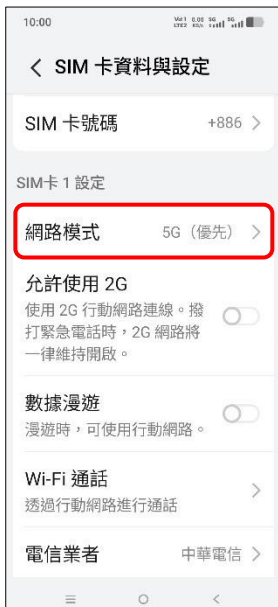 10:00
5G 5G
SIM 卡資料與設定
SIM 卡號碼 +886
SIM卡 1 設定
網路模式 5G（優先）
允許使用 2G
使用 2G 行動網路連線。撥
打緊急電話時，2G 網路將
一律維持開啟。
數據漫遊
漫遊時，可使用行動網路。
Wi-Fi 通話
透過行動網路進行通話
電信業者 中華電信